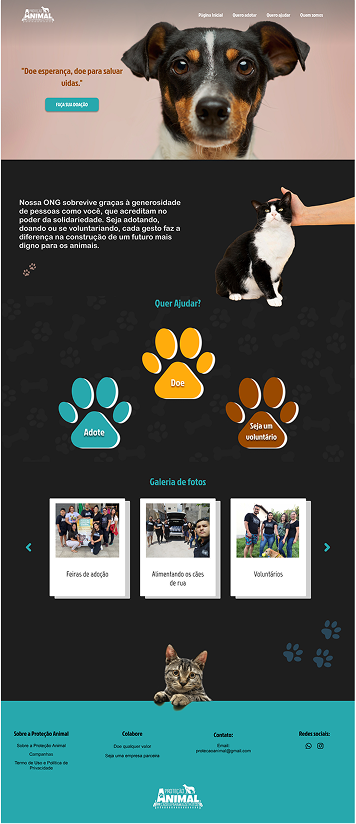 PROTEÇÃO
ANIMAL
Página Inicial Quero adotar Quero ajudar Quem somos
"Doe esperança, doe para salvar
vidas."
FAÇA SUA DOAÇÃO
Nossa ONG sobrevive graças à generosidade
de pessoas como você, que acreditam no
poder da solidariedade. Seja adotando,
doando ou se voluntariando, cada gesto faz a
diferença na construção de um futuro mais
digno para os animais.
Quer Ajudar?
Doe
Adote
Seja um
voluntário
Galeria de fotos
Feiras de adoção
Alimentando os cães
de rua
Voluntários
Sobre a Proteção Animal
Sobre a Proteção Animal
Campanhas
Termo de Uso e Política de
Privacidade
Colabore
Doe qualquer valor
Seja uma empresa parceira
Contato:
Email:
protecaoanimal@gmail.com
Redes sociais:
PROTEÇÃO
ANIMAL